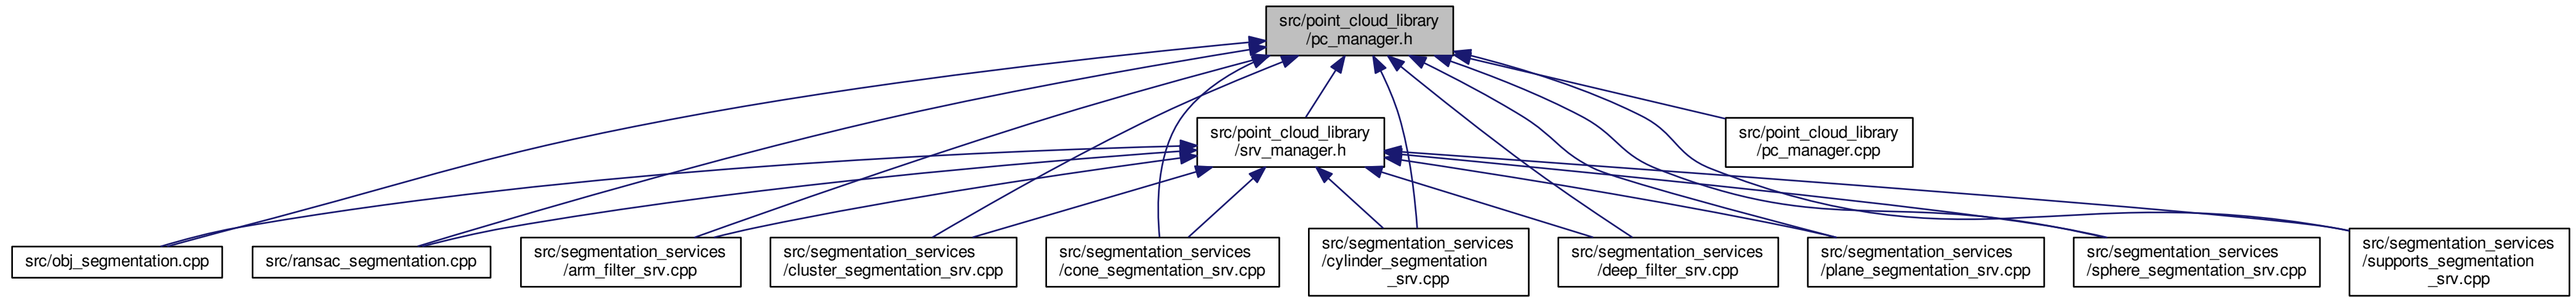 src/point_cloud_library
/pc_manager.h
src/point_cloud_library
/srv_manager.h
src/point_cloud_library
/pc_manager.cpp
src/obj_segmentation.cpp
src/ransac_segmentation.cpp
src/segmentation_services
/arm_filter_srv.cpp
src/segmentation_services
/cluster_segmentation_srv.cpp
src/segmentation_services
/cone_segmentation_srv.cpp
src/segmentation_services
/cylinder_segmentation
_srv.cpp
src/segmentation_services
/deep_filter_srv.cpp
src/segmentation_services
/plane_segmentation_srv.cpp
src/segmentation_services
/sphere_segmentation_srv.cpp
src/segmentation_services
/supports_segmentation
_srv.cpp